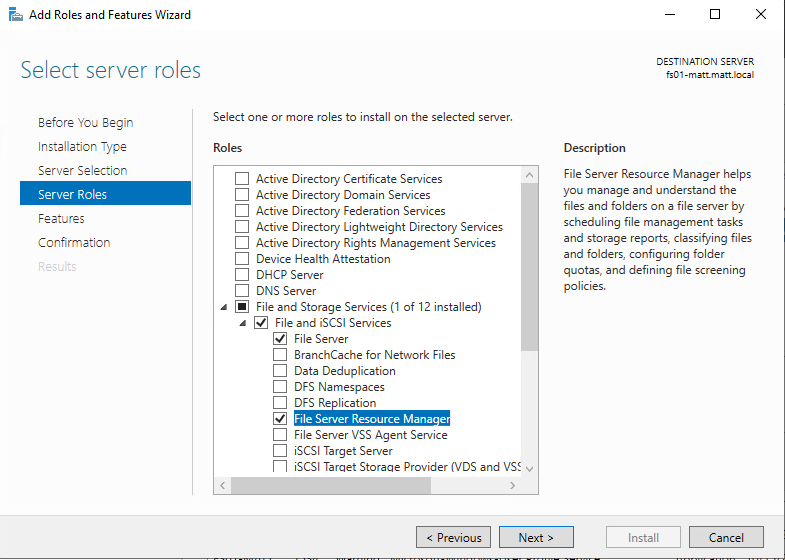 Add Roles and Features Wizard
Select server roles
DESTINATION SERVER
fs01-matt.matt.local
Before You Begin
Installation Type
Server Selection
Server Roles
Features
Confirmation
Results
Select one or more roles to install on the selected server.
Roles
Active Directory Certificate Services
Active Directory Domain Services
Active Directory Federation Services
Active Directory Lightweight Directory Services
Active Directory Rights Management Services
Device Health Attestation
DHCP Server
DNS Server
File and Storage Services (1 of 12 installed)
File and iSCSI Services
File Server
BranchCache for Network Files
Data Deduplication
DFS Namespaces
DFS Replication
File Server Resource Manager
File Server VSS Agent Service
iSCSI Target Server
iSCSI Target Storage Provider (VDS and VSS
Description
File Server Resource Manager helps
you manage and understand the
files and folders on a file server by
scheduling file management tasks
and storage reports, classifying files
and folders, configuring folder
quotas, and defining file screening
policies.
< Previous
Next >
Install
Cancel